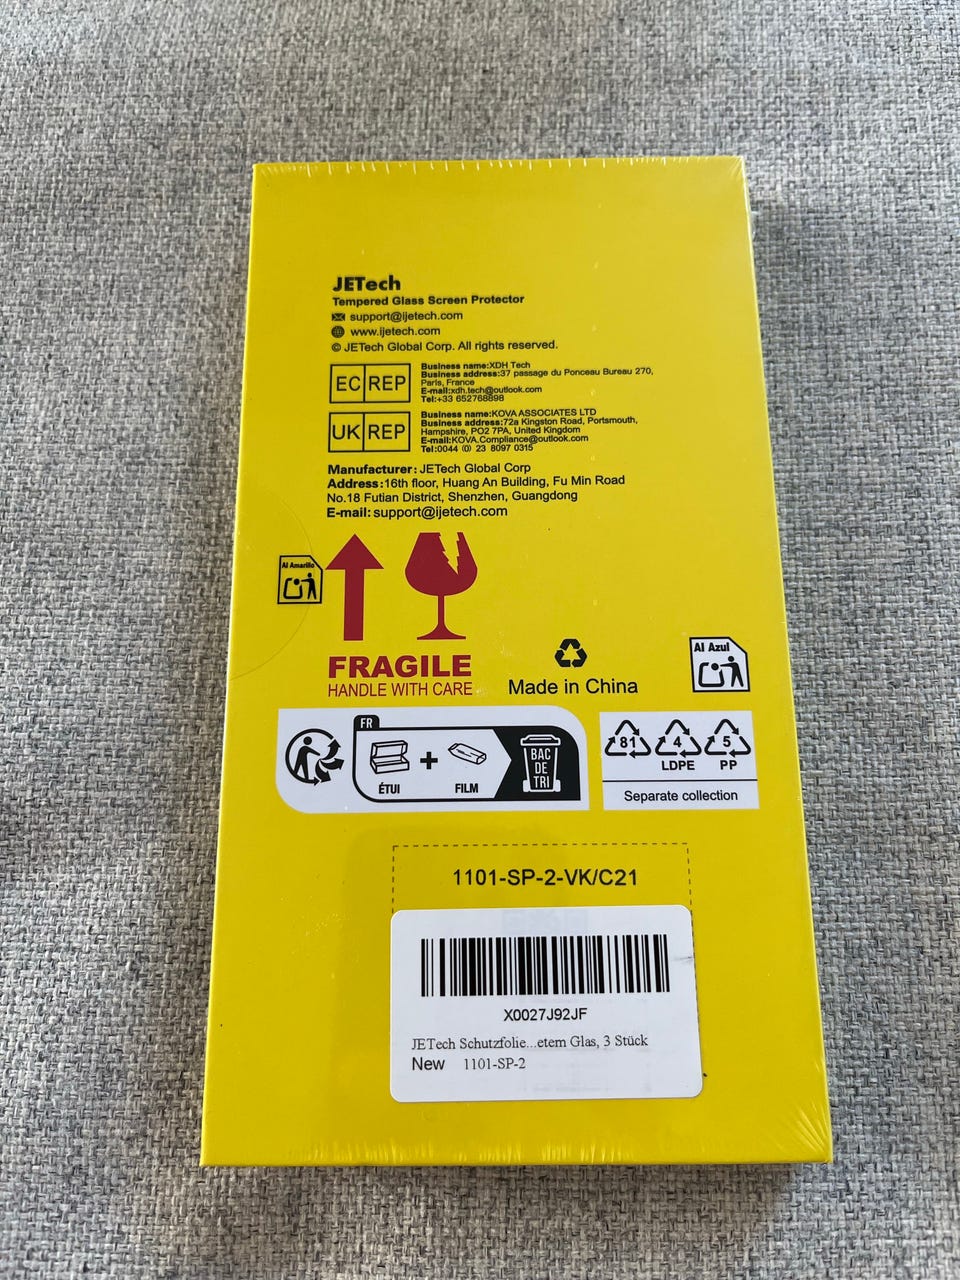 JETech
Tempered Glass Screen Protector
support@ijetech.com
www.ijetech.com
© JETech Global Corp. All rights reserved.
EC REP
Business name:XDH Tech
Business address:37 passage du Ponceau Bureau 270,
Paris, France
E-mail:xdh.tech@outlook.com
Tel:+33 652768898
UK REP
Business name:KOVA ASSOCIATES LTD
Business address:72a Kingston Road, Portsmouth,
Hampshire, PO2 7PA, United Kingdom
E-mail:KOVA.Compliance@outlook.com
Tel:0044 (0) 23 8097 0315
Manufacturer: JETech Global Corp
Address:16th floor, Huang An Building, Fu Min Road
No.18 Futian District, Shenzhen, Guangdong
E-mail: support@ijetech.com
Al Amarillo
FRAGILE
HANDLE WITH CARE
Made in China
Al Azul
FR
ÉTUI
+
FILM
BAC
DE
TRI
81 4 5
LDPE PP
Separate collection
1101-SP-2-VK/C21
X0027J92JF
JETech Schutzfolie...etem Glas, 3 Stück
New 1101-SP-2